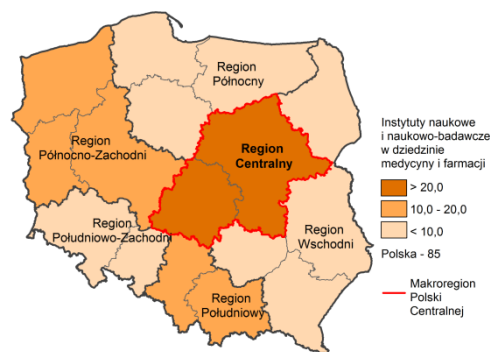 Region
Północny
Region
Północno-Zachodni
Region
Centralny
Region
Południowo-Zachodni
Region
Wschodni
Region
Południowy
Instytuty naukowe
i naukowo-badawcze
w dziedzinie
medycyny i farmacji
> 20,0
10,0 - 20,0
< 10,0
Polska - 85
Makroregion
Polski
Centralnej